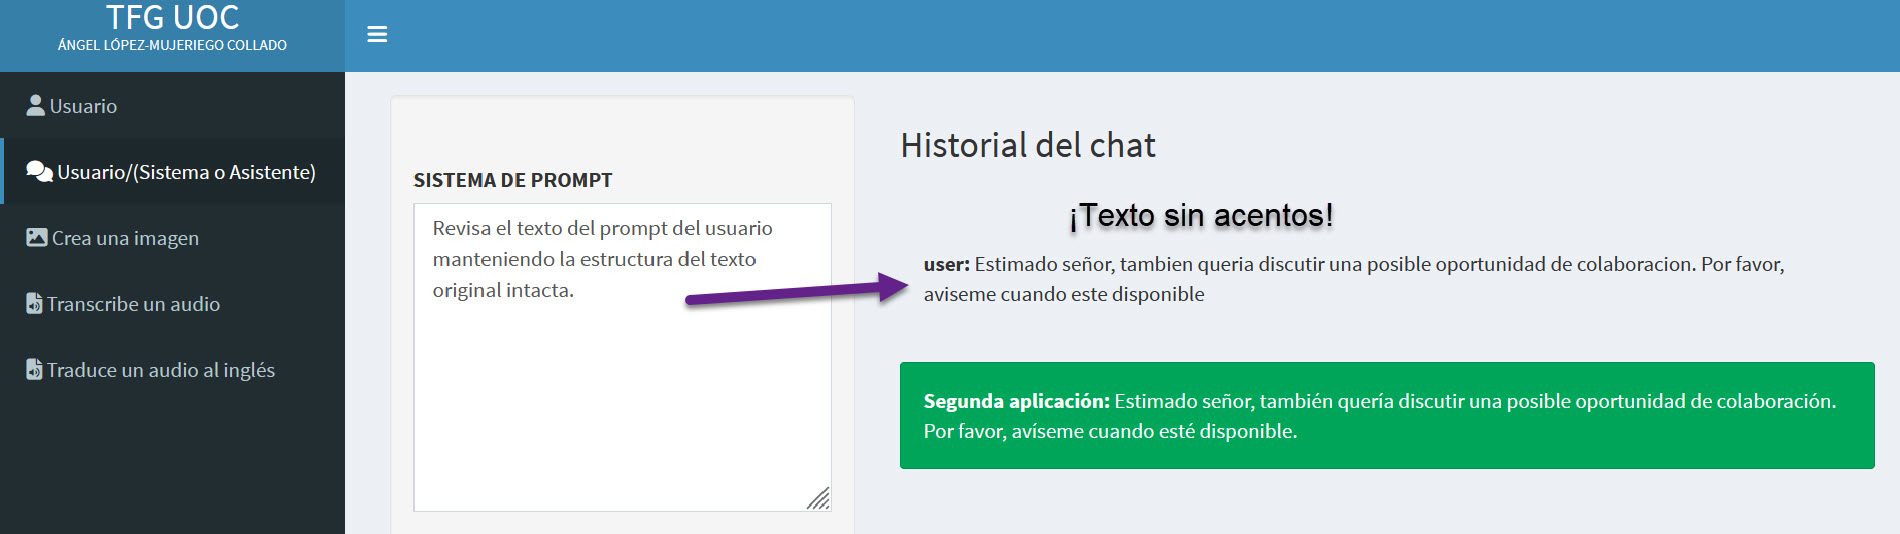 TFG UOC
ÁNGEL LÓPEZ-MUJERIEGO COLLADO
Usuario
Usuario/(Sistema o Asistente)
Crea una imagen
Transcribe un audio
Traduce un audio al inglés
SISTEMA DE PROMPT
Revisa el texto del prompt del usuario
manteniendo la estructura del texto
original intacta.
Historial del chat
¡Texto sin acentos!
user: Estimado señor, tambien queria discutir una posible oportunidad de colaboracion. Por favor,
aviseme cuando este disponible
Segunda aplicación: Estimado señor, también quería discutir una posible oportunidad de colaboración.
Por favor, avíseme cuando esté disponible.